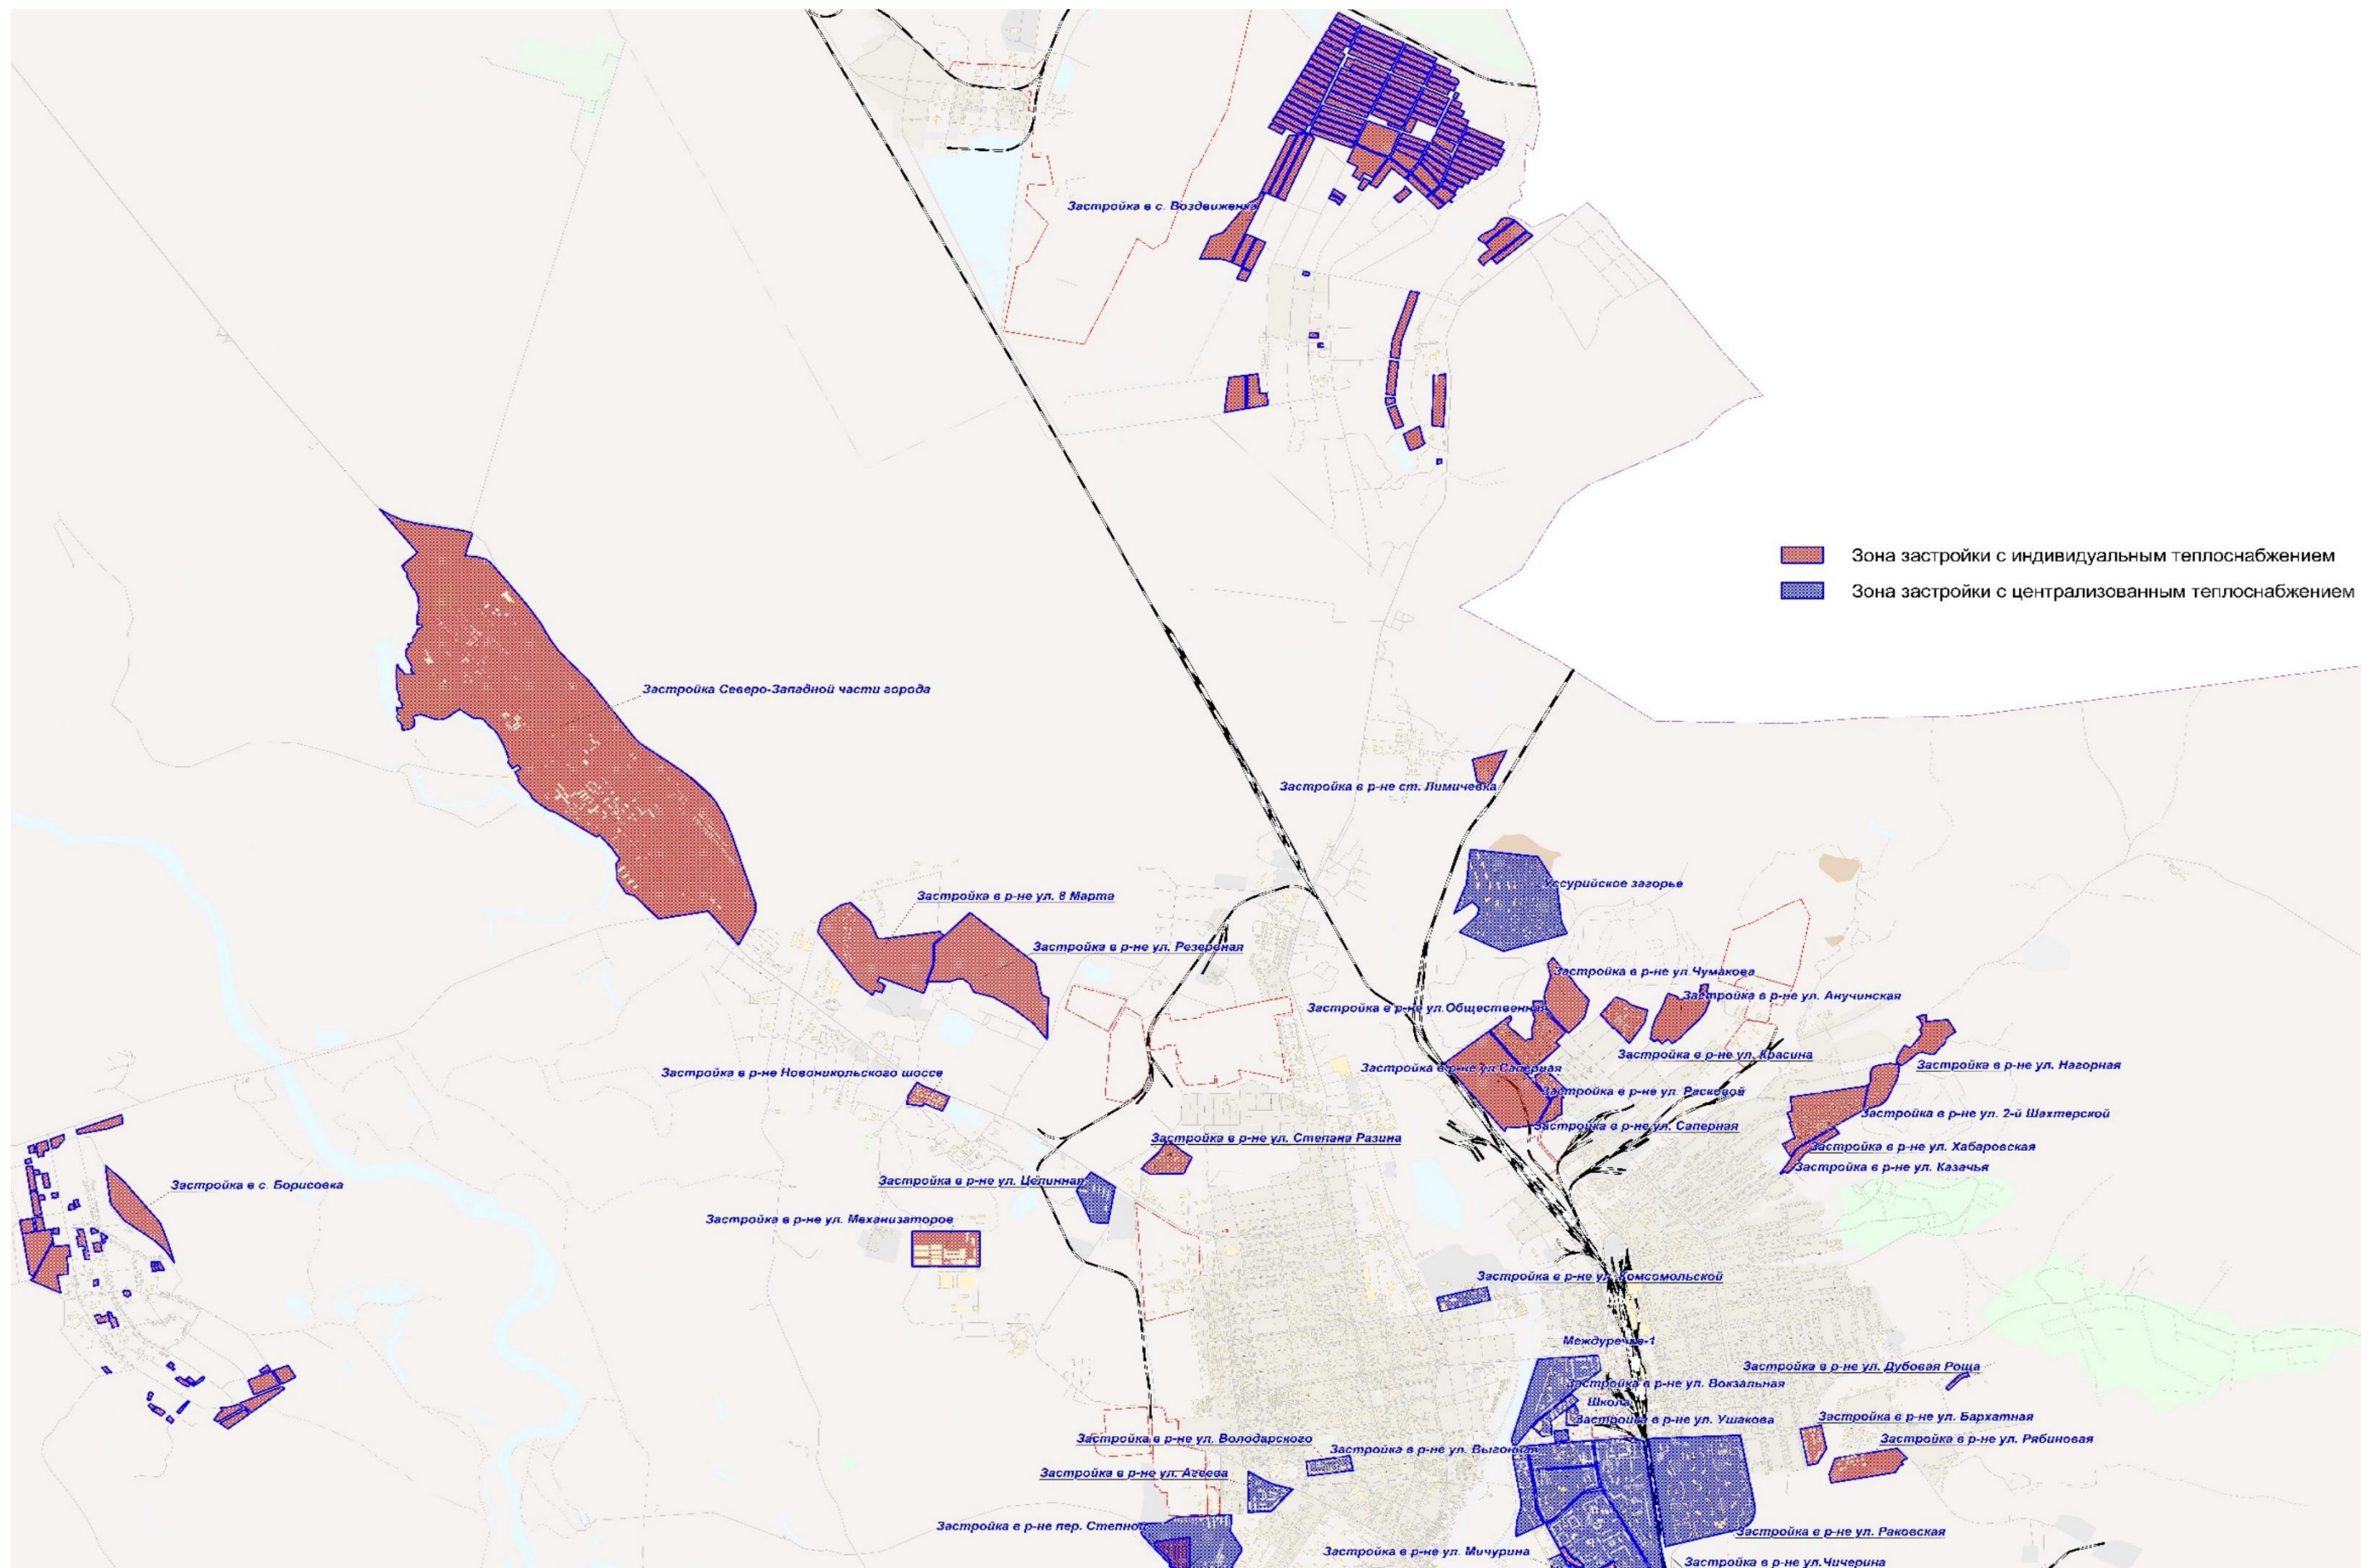 Застройка в с. Воздвиженка
Зона застройки с индивидуальным теплоснабжением
Зона застройки с централизованным теплоснабжением
Застройка Северо-Западной части города
Застройка в р-не ст. Лимичевка
Уссурийское загорье
Застройка в р-не ул. 8 Марта
Застройка в р-не ул. Резервная
Застройка в р-не ул.Чумакова
Застройка в р-не ул. Анучинская
Застройка в р-не ул.Общественная
Застройка в р-не ул. Красина
Застройка в р-не ул.Саперная
Застройка в р-не ул. Нагорная
Застройка в р-не Новоникольского шоссе
Застройка в р-не ул. Расковой
Застройка в р-не ул. 2-й Шахтерской
Застройка в р-не ул. Саперная
Застройка в р-не ул. Степана Разина
Застройка в р-не ул. Хабаровская
Застройка в р-не ул. Казачья
Застройка в р-не ул. Целинная
Застройка в с. Борисовка
Застройка в р-не ул. Механизаторов
Застройка в р-не ул. Комсомольской
Междуречье-1
Застройка в р-не ул. Дубовая Роща
Застройка в р-не ул. Вокзальная
Школа
Застройка в р-не ул. Ушакова
Застройка в р-не ул. Бархатная
Застройка в р-не ул. Володарского
Застройка в р-не ул. Выгонная
Застройка в р-не ул. Рябиновая
Застройка в р-не ул. Агеева
Застройка в р-не пер. Степной
Застройка в р-не ул. Раковская
Застройка в р-не ул. Мичурина
Застройка в р-не ул.Чичерина